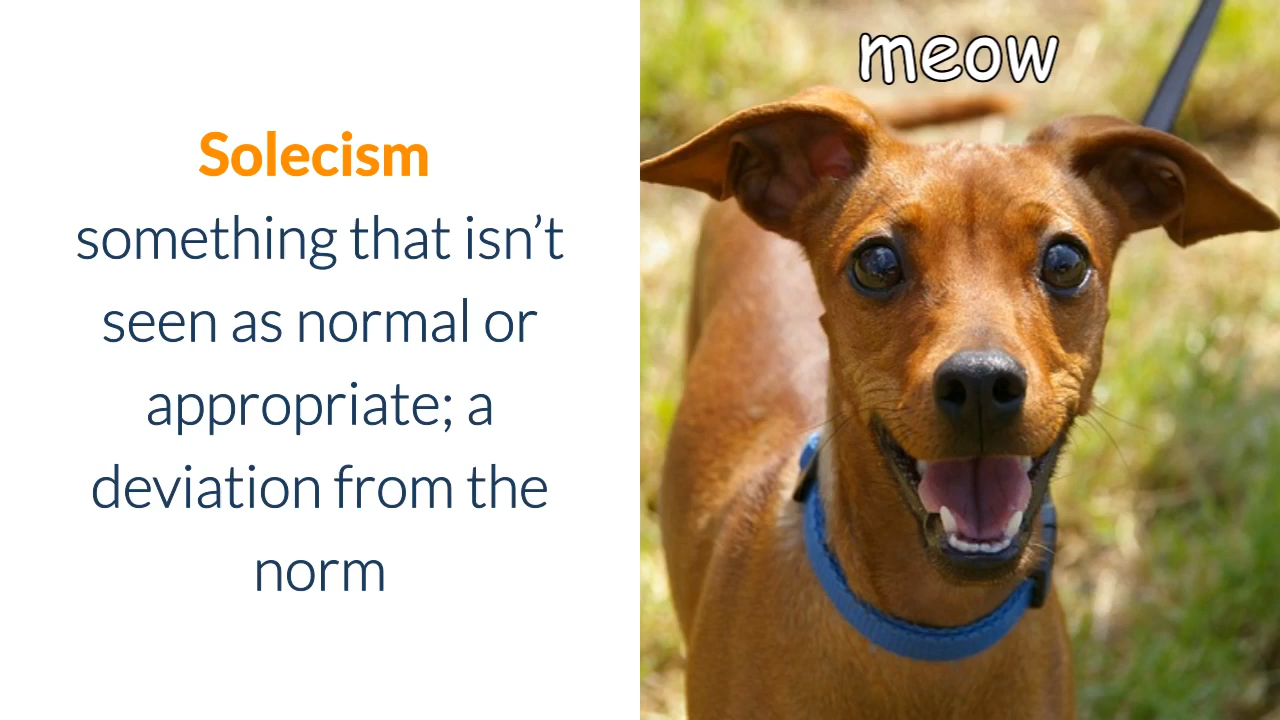 Solecism
something that isn’t
seen as normal or
appropriate; a
deviation from the
norm
meow